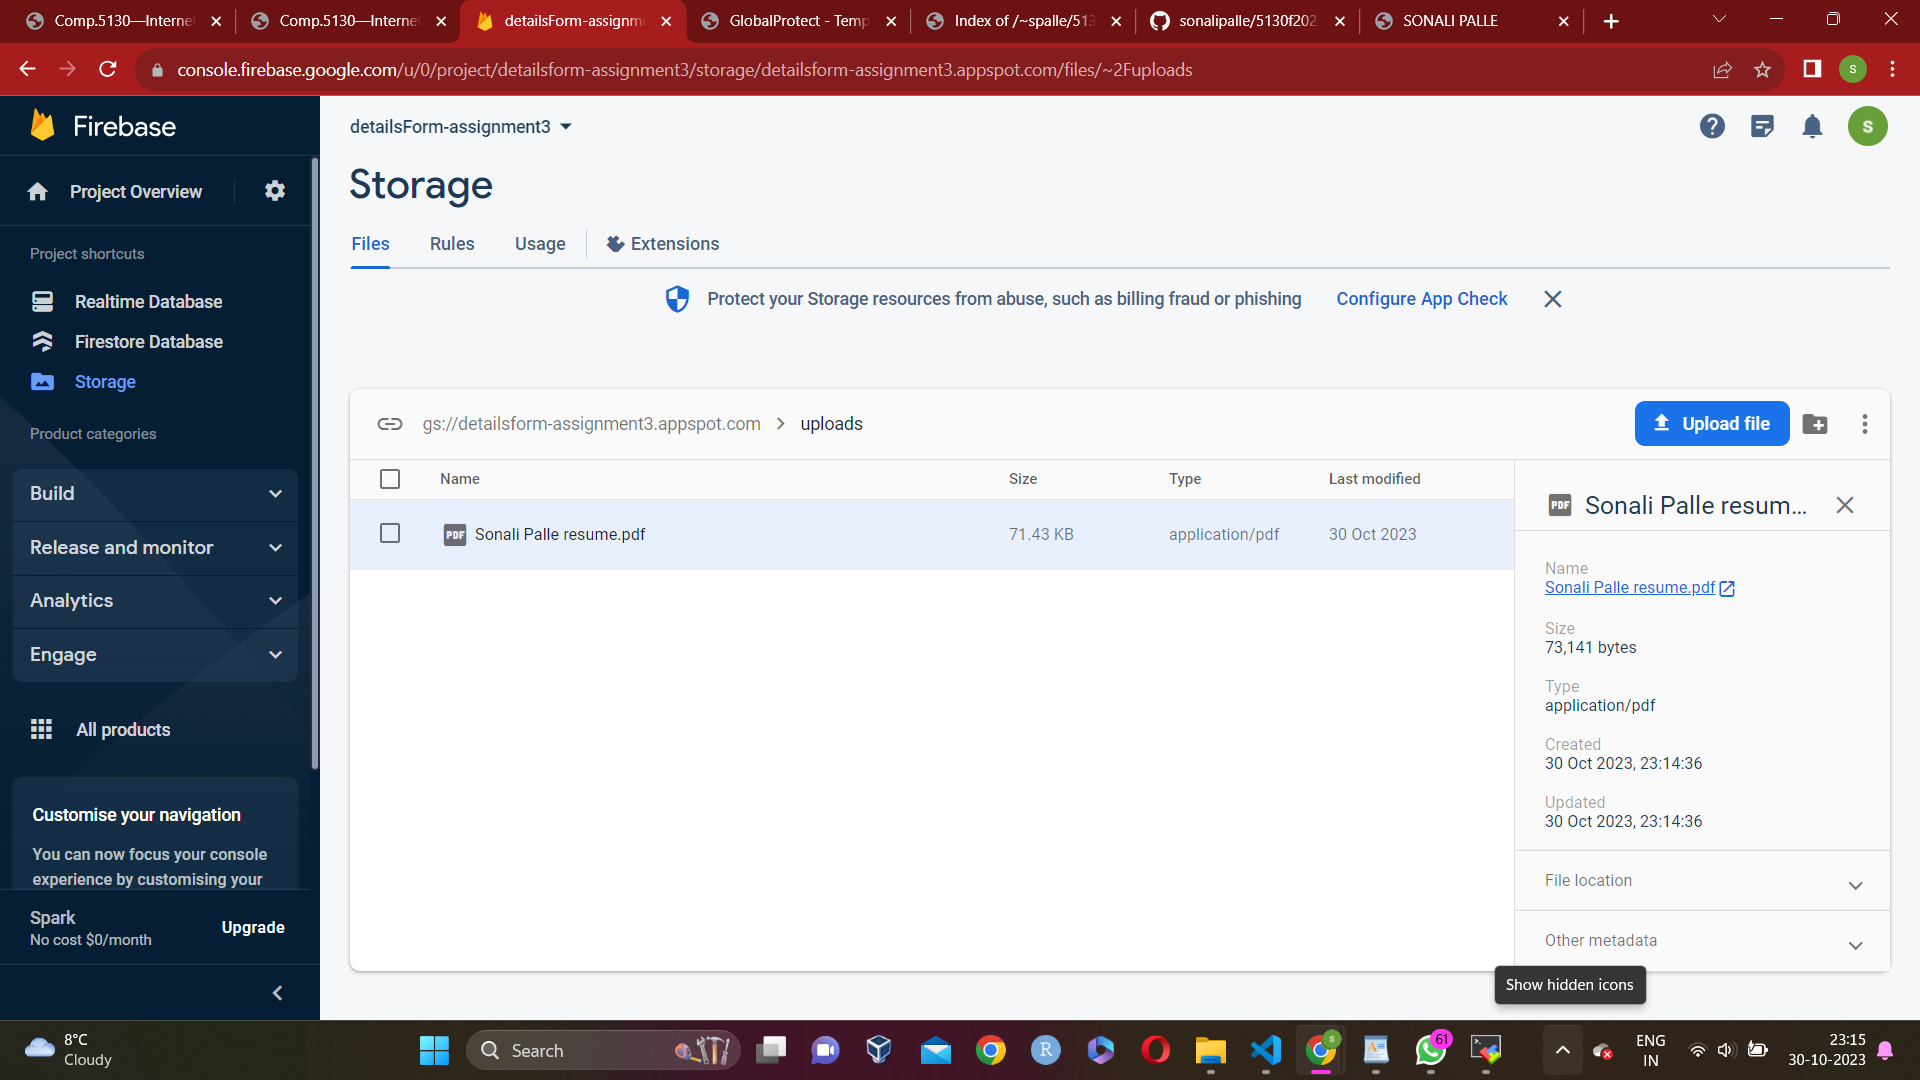 Comp.5130—Internet
Comp.5130—Internet
detailsForm-assignm
GlobalProtect - Temp
Index of /~spalle/513
sonalipalle/5130f202
SONALI PALLE
console.firebase.google.com/u/0/project/detailsform-assignment3/storage/detailsform-assignment3.appspot.com/files/~2Fuploads
S
Firebase
detailsForm-assignment3
S
Project Overview
Storage
Files
Rules
Usage
Extensions
Project shortcuts
Protect your Storage resources from abuse, such as billing fraud or phishing
Configure App Check
Realtime Database
Firestore Database
Storage
Product categories
gs://detailsform-assignment3.appspot.com
uploads
Upload file
Name
Size
Type
Last modified
PDF
Sonali Palle resume.pdf
71.43 KB
application/pdf
30 Oct 2023
PDF
Sonali Palle resum...
Name
Sonali Palle resume.pdf
Size
73,141 bytes
Type
application/pdf
Created
30 Oct 2023, 23:14:36
Updated
30 Oct 2023, 23:14:36
File location
Other metadata
Build
Release and monitor
Analytics
Engage
All products
Customise your navigation
You can now focus your console
experience by customising your
Spark
No cost $0/month
Upgrade
Show hidden icons
8°C
Cloudy
Search
R
S
61
ENG
IN
23:15
30-10-2023